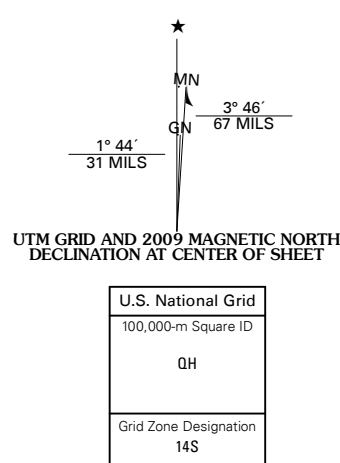 ★
MN
3° 46´
67 MILS
GN
1° 44´
31 MILS
UTM GRID AND 2009 MAGNETIC NORTH
DECLINATION AT CENTER OF SHEET
U.S. National Grid
100,000-m Square ID
QH
Grid Zone Designation
14S